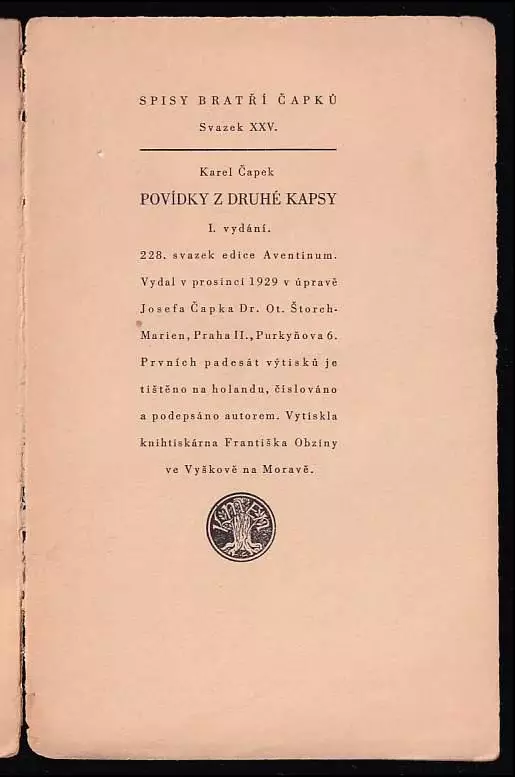 SPISY BRATŘÍ ČAPKŮ
Svazek XXV.
Karel Čapek
POVÍDKY Z DRUHÉ KAPSY
I. vydání.
228. svazek edice Aventinum.
Vydal v prosinci 1929 v úpravě
Josefa Čapka Dr. Ot. Štorch-
Marien, Praha II., Purkyňova 6.
Prvních padesát výtisků je
tištěno na holandu, číslováno
a podepsáno autorem. Vytiskla
knihtiskárna Františka Obziny
ve Vyškově na Moravě.